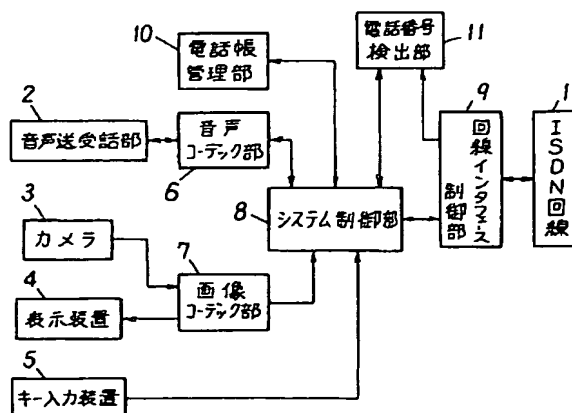 10
電話帳
管理部
電話番号
検出部
11
2
音声送受話部
音声
コーデック部
6
9
回線インタフェース
制御部
1
ISDN回線
3
カメラ
8
システム制御部
7
画像
コーデック部
4
表示装置
5
キー入力装置